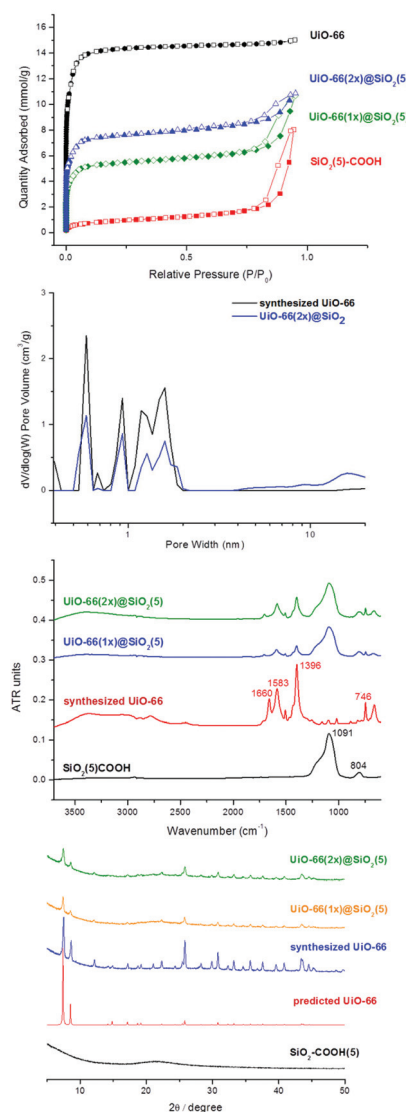 UiO-66
UiO-66(2x)@SiO₂(5
UiO-66(1x)@SiO₂(5
SiO₂(5)-COOH
Quantity Adsorbed (mmol/g)
16
14
12
10
8
6
4
2
0
0.0
0.5
1.0
Relative Pressure (P/P₀)
synthesized UiO-66
UiO-66(2x)@SiO₂
dV/dlog(W) Pore Volume (cm³/g)
3
2
1
0
1
10
Pore Width (nm)
UiO-66(2x)@SiO₂(5)
UiO-66(1x)@SiO₂(5)
synthesized UiO-66
SiO₂(5)COOH
1660
1583
1396
746
1091
804
ATR units
0.5
0.4
0.3
0.2
0.1
0.0
3500
3000
2500
2000
1500
1000
Wavenumber (cm⁻¹)
UiO-66(2x)@SiO₂(5)
UiO-66(1x)@SiO₂(5)
synthesized UiO-66
predicted UiO-66
SiO₂-COOH(5)
10
20
30
40
50
2θ / degree